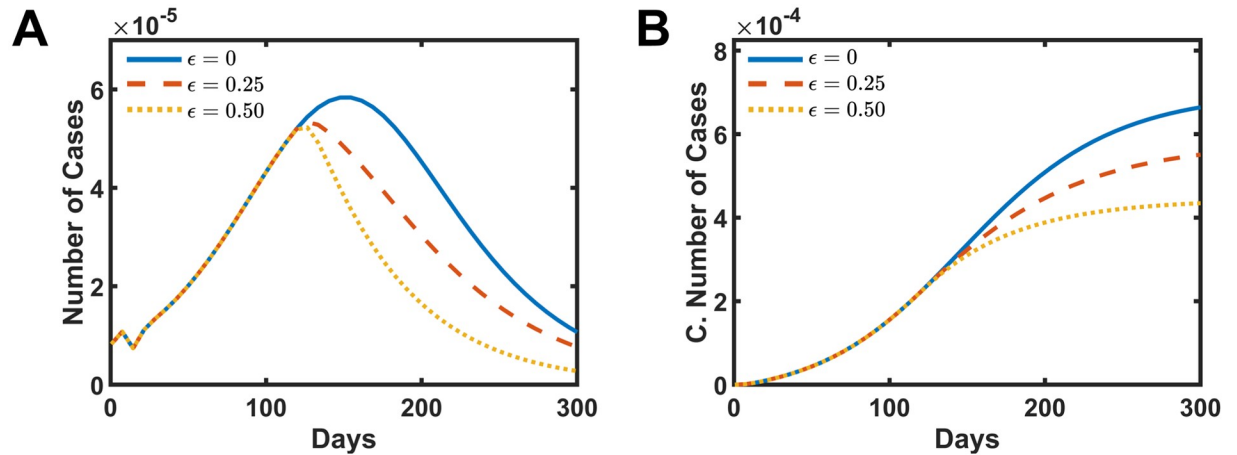 A
×10-5
ϵ = 0
ϵ = 0.25
ϵ = 0.50
Number of Cases
6
4
2
0
0 100 200 300
Days
B
×10-4
ϵ = 0
ϵ = 0.25
ϵ = 0.50
C. Number of Cases
8
6
4
2
0
0 100 200 300
Days